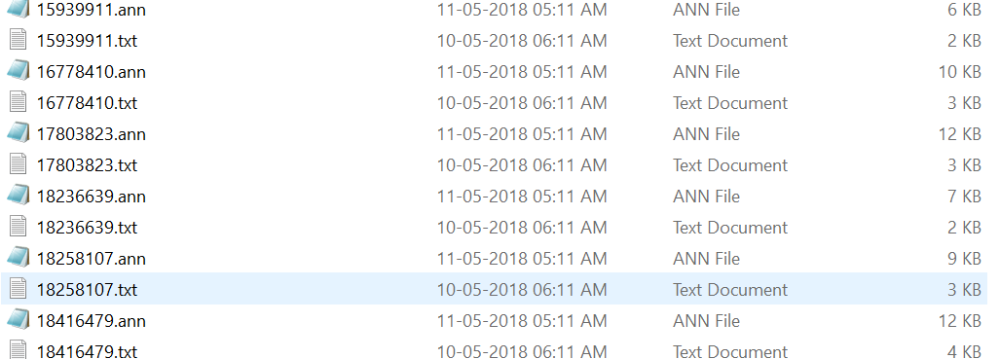 15939911.ann 11-05-2018 05:11 AM ANN File 6 KB
15939911.txt 10-05-2018 06:11 AM Text Document 2 KB
16778410.ann 11-05-2018 05:11 AM ANN File 10 KB
16778410.txt 10-05-2018 06:11 AM Text Document 3 KB
17803823.ann 11-05-2018 05:11 AM ANN File 12 KB
17803823.txt 10-05-2018 06:11 AM Text Document 3 KB
18236639.ann 11-05-2018 05:11 AM ANN File 7 KB
18236639.txt 10-05-2018 06:11 AM Text Document 2 KB
18258107.ann 11-05-2018 05:11 AM ANN File 9 KB
18258107.txt 10-05-2018 06:11 AM Text Document 3 KB
18416479.ann 11-05-2018 05:11 AM ANN File 12 KB
18416479.txt 10-05-2018 06:11 AM Text Document 4 KB